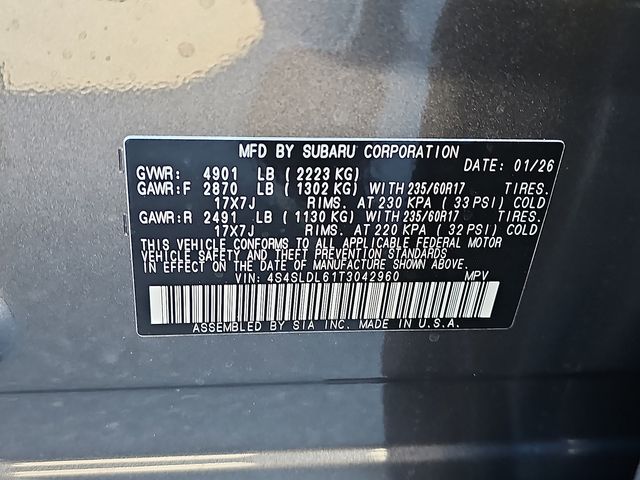 MFD BY SUBARU CORPORATION
DATE: 01/26
GVWR: 4901 LB (2223 KG)
GAWR:F 2870 LB (1302 KG) WITH 235/60R17 TIRES.
17X7J RIMS. AT 230 KPA (33 PSI) COLD
GAWR:R 2491 LB (1130 KG) WITH 235/60R17 TIRES.
17X7J RIMS. AT 220 KPA (32 PSI) COLD
THIS VEHICLE CONFORMS TO ALL APPLICABLE FEDERAL MOTOR
VEHICLE SAFETY AND THEFT PREVENTION STANDARDS
IN EFFECT ON THE DATE OF MANUFACTURE SHOWN ABOVE.
VIN: 4S4SLDL61T3042960 MPV
ASSEMBLED BY SIA INC. MADE IN U.S.A.